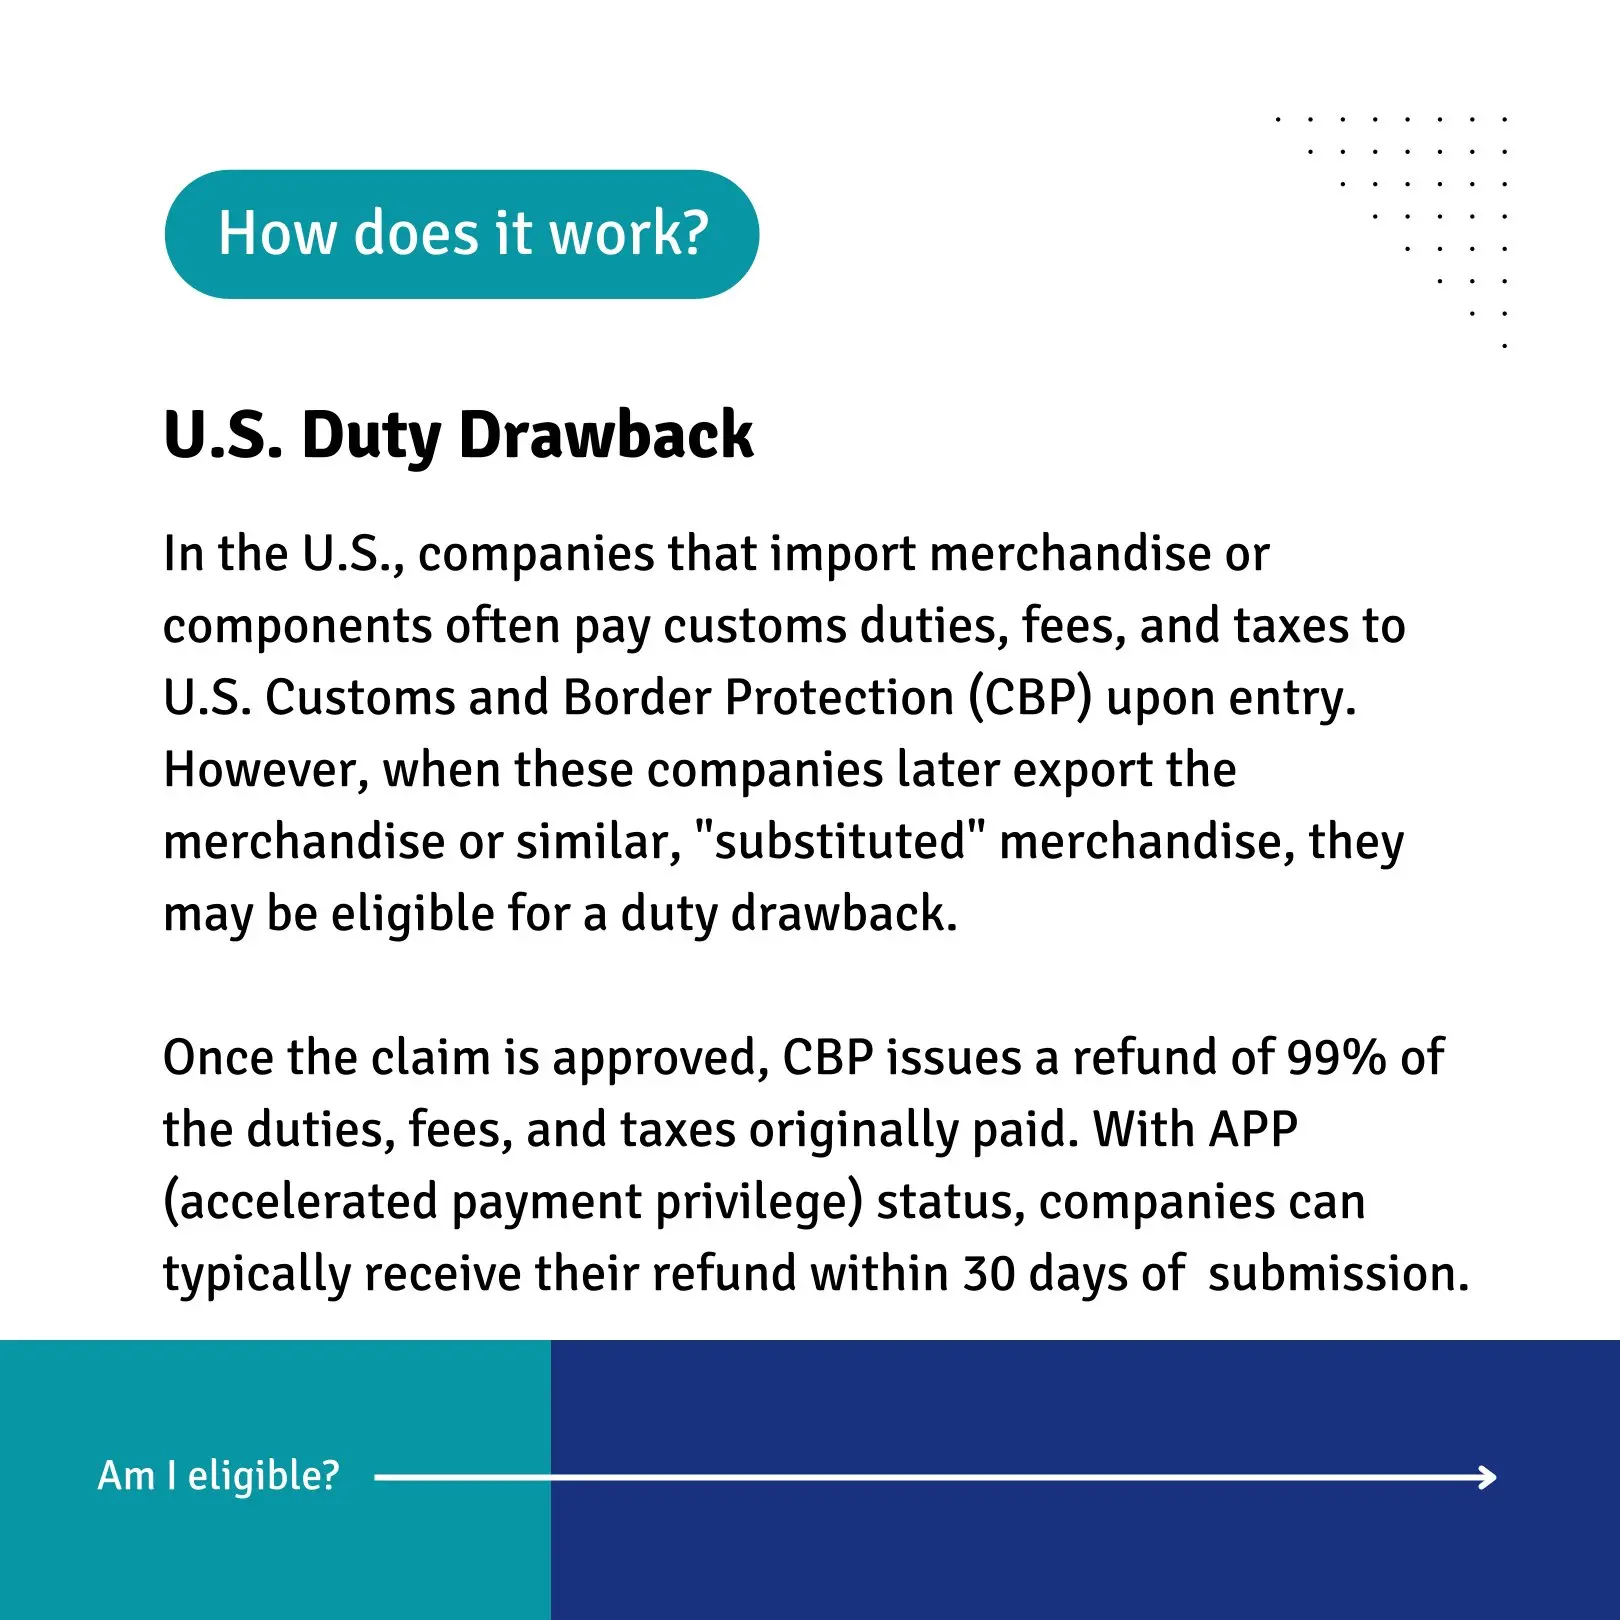 How does it work?
U.S. Duty Drawback
In the U.S., companies that import merchandise or
components often pay customs duties, fees, and taxes to
U.S. Customs and Border Protection (CBP) upon entry.
However, when these companies later export the
merchandise or similar, "substituted" merchandise, they
may be eligible for a duty drawback.
Once the claim is approved, CBP issues a refund of 99% of
the duties, fees, and taxes originally paid. With APP
(accelerated payment privilege) status, companies can
typically receive their refund within 30 days of  submission.
Am I eligible?